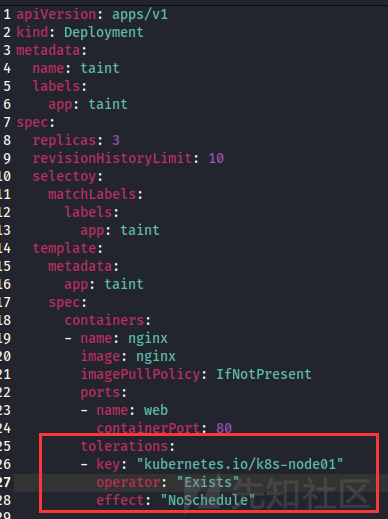 1 apiVersion: apps/v1
2 kind: Deployment
3 metadata:
4   name: taint
5   labels:
6     app: taint
7 spec:
8   replicas: 3
9   revisionHistoryLimit: 10
10   selectoy:
11     matchLabels:
12       labels:
13         app: taint
14   template:
15     metadata:
16       app: taint
17     spec:
18       containers:
19       - name: nginx
20         image: nginx
21         imagePullPolicy: IfNotPresent
22         ports:
23         - name: web
24           containerPort: 80
25         tolerations:
26         - key: "kubernetes.io/k8s-node01"
27           operator: "Exists"
28           effect: "NoSchedule"
先知社区